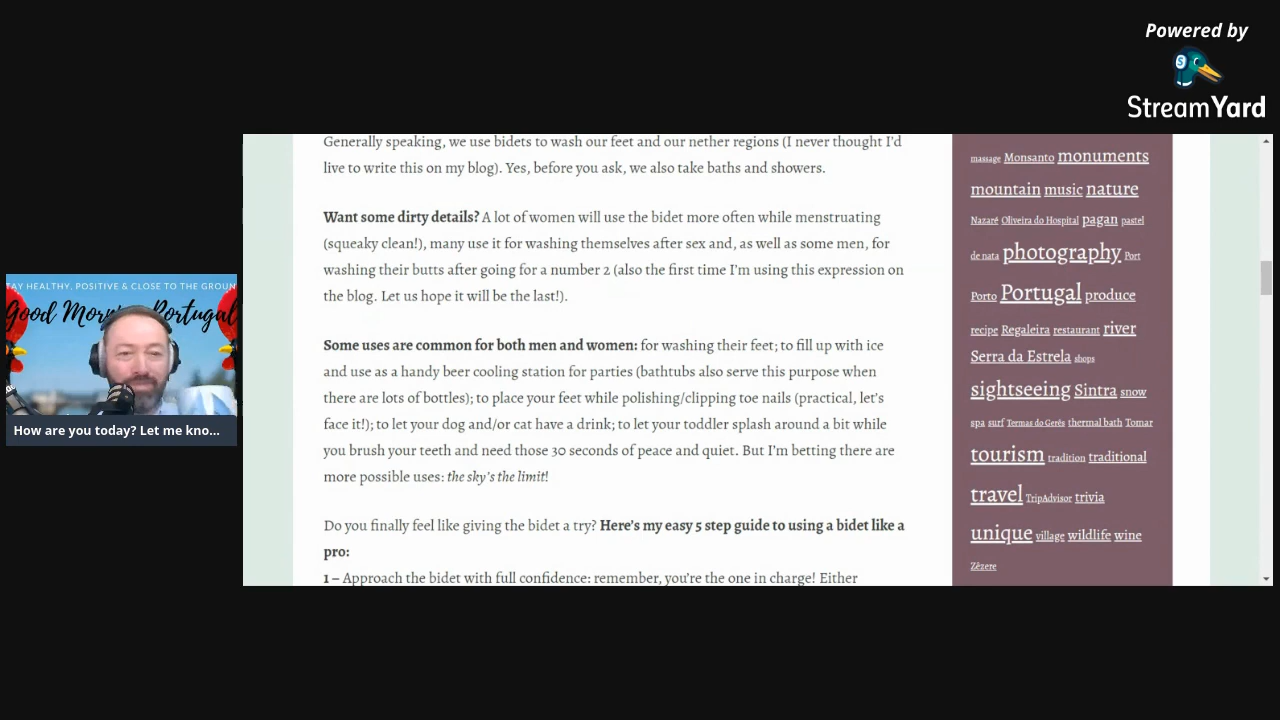 Powered by
StreamYard
TAY HEALTHY, POSITIVE & CLOSE TO THE GROUN
Good Morn Portugal
How are you today? Let me kno...
Generally speaking, we use bidets to wash our feet and our nether regions (I never thought I'd
live to write this on my blog). Yes, before you ask, we also take baths and showers.
Want some dirty details? A lot of women will use the bidet more often while menstruating
(squeaky clean!), many use it for washing themselves after sex and, as well as some men, for
washing their butts after going for a number 2 (also the first time I'm using this expression on
the blog. Let us hope it will be the last!).
Some uses are common for both men and women: for washing their feet; to fill up with ice
and use as a handy beer cooling station for parties (bathtubs also serve this purpose when
there are lots of bottles); to place your feet while polishing/clipping toe nails (practical, let's
face it!); to let your dog and/or cat have a drink; to let your toddler splash around a bit while
you brush your teeth and need those 30 seconds of peace and quiet. But I'm betting there are
more possible uses: the sky's the limit!
Do you finally feel like giving the bidet a try? Here's my easy 5 step guide to using a bidet like a
pro:
1 – Approach the bidet with full confidence: remember, you're the one in charge! Either
massage Monsanto monuments
mountain music nature
Nazaré Oliveira do Hospital pagan pastel
de nata photography Port
Porto Portugal produce
recipe Regaleira restaurant river
Serra da Estrela shops
sightseeing Sintra snow
spa surf Termas do Gerês thermal bath Tomar
tourism tradition traditional
travel TripAdvisor trivia
unique village wildlife wine
Zêzere